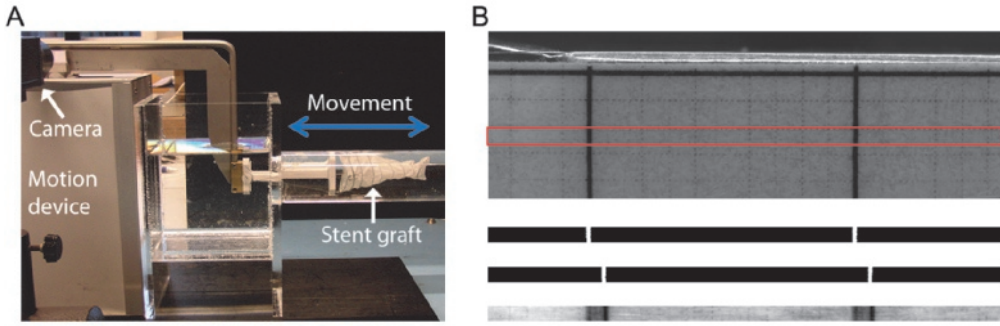 A
B
Movement
Camera
Motion
device
Stent graft